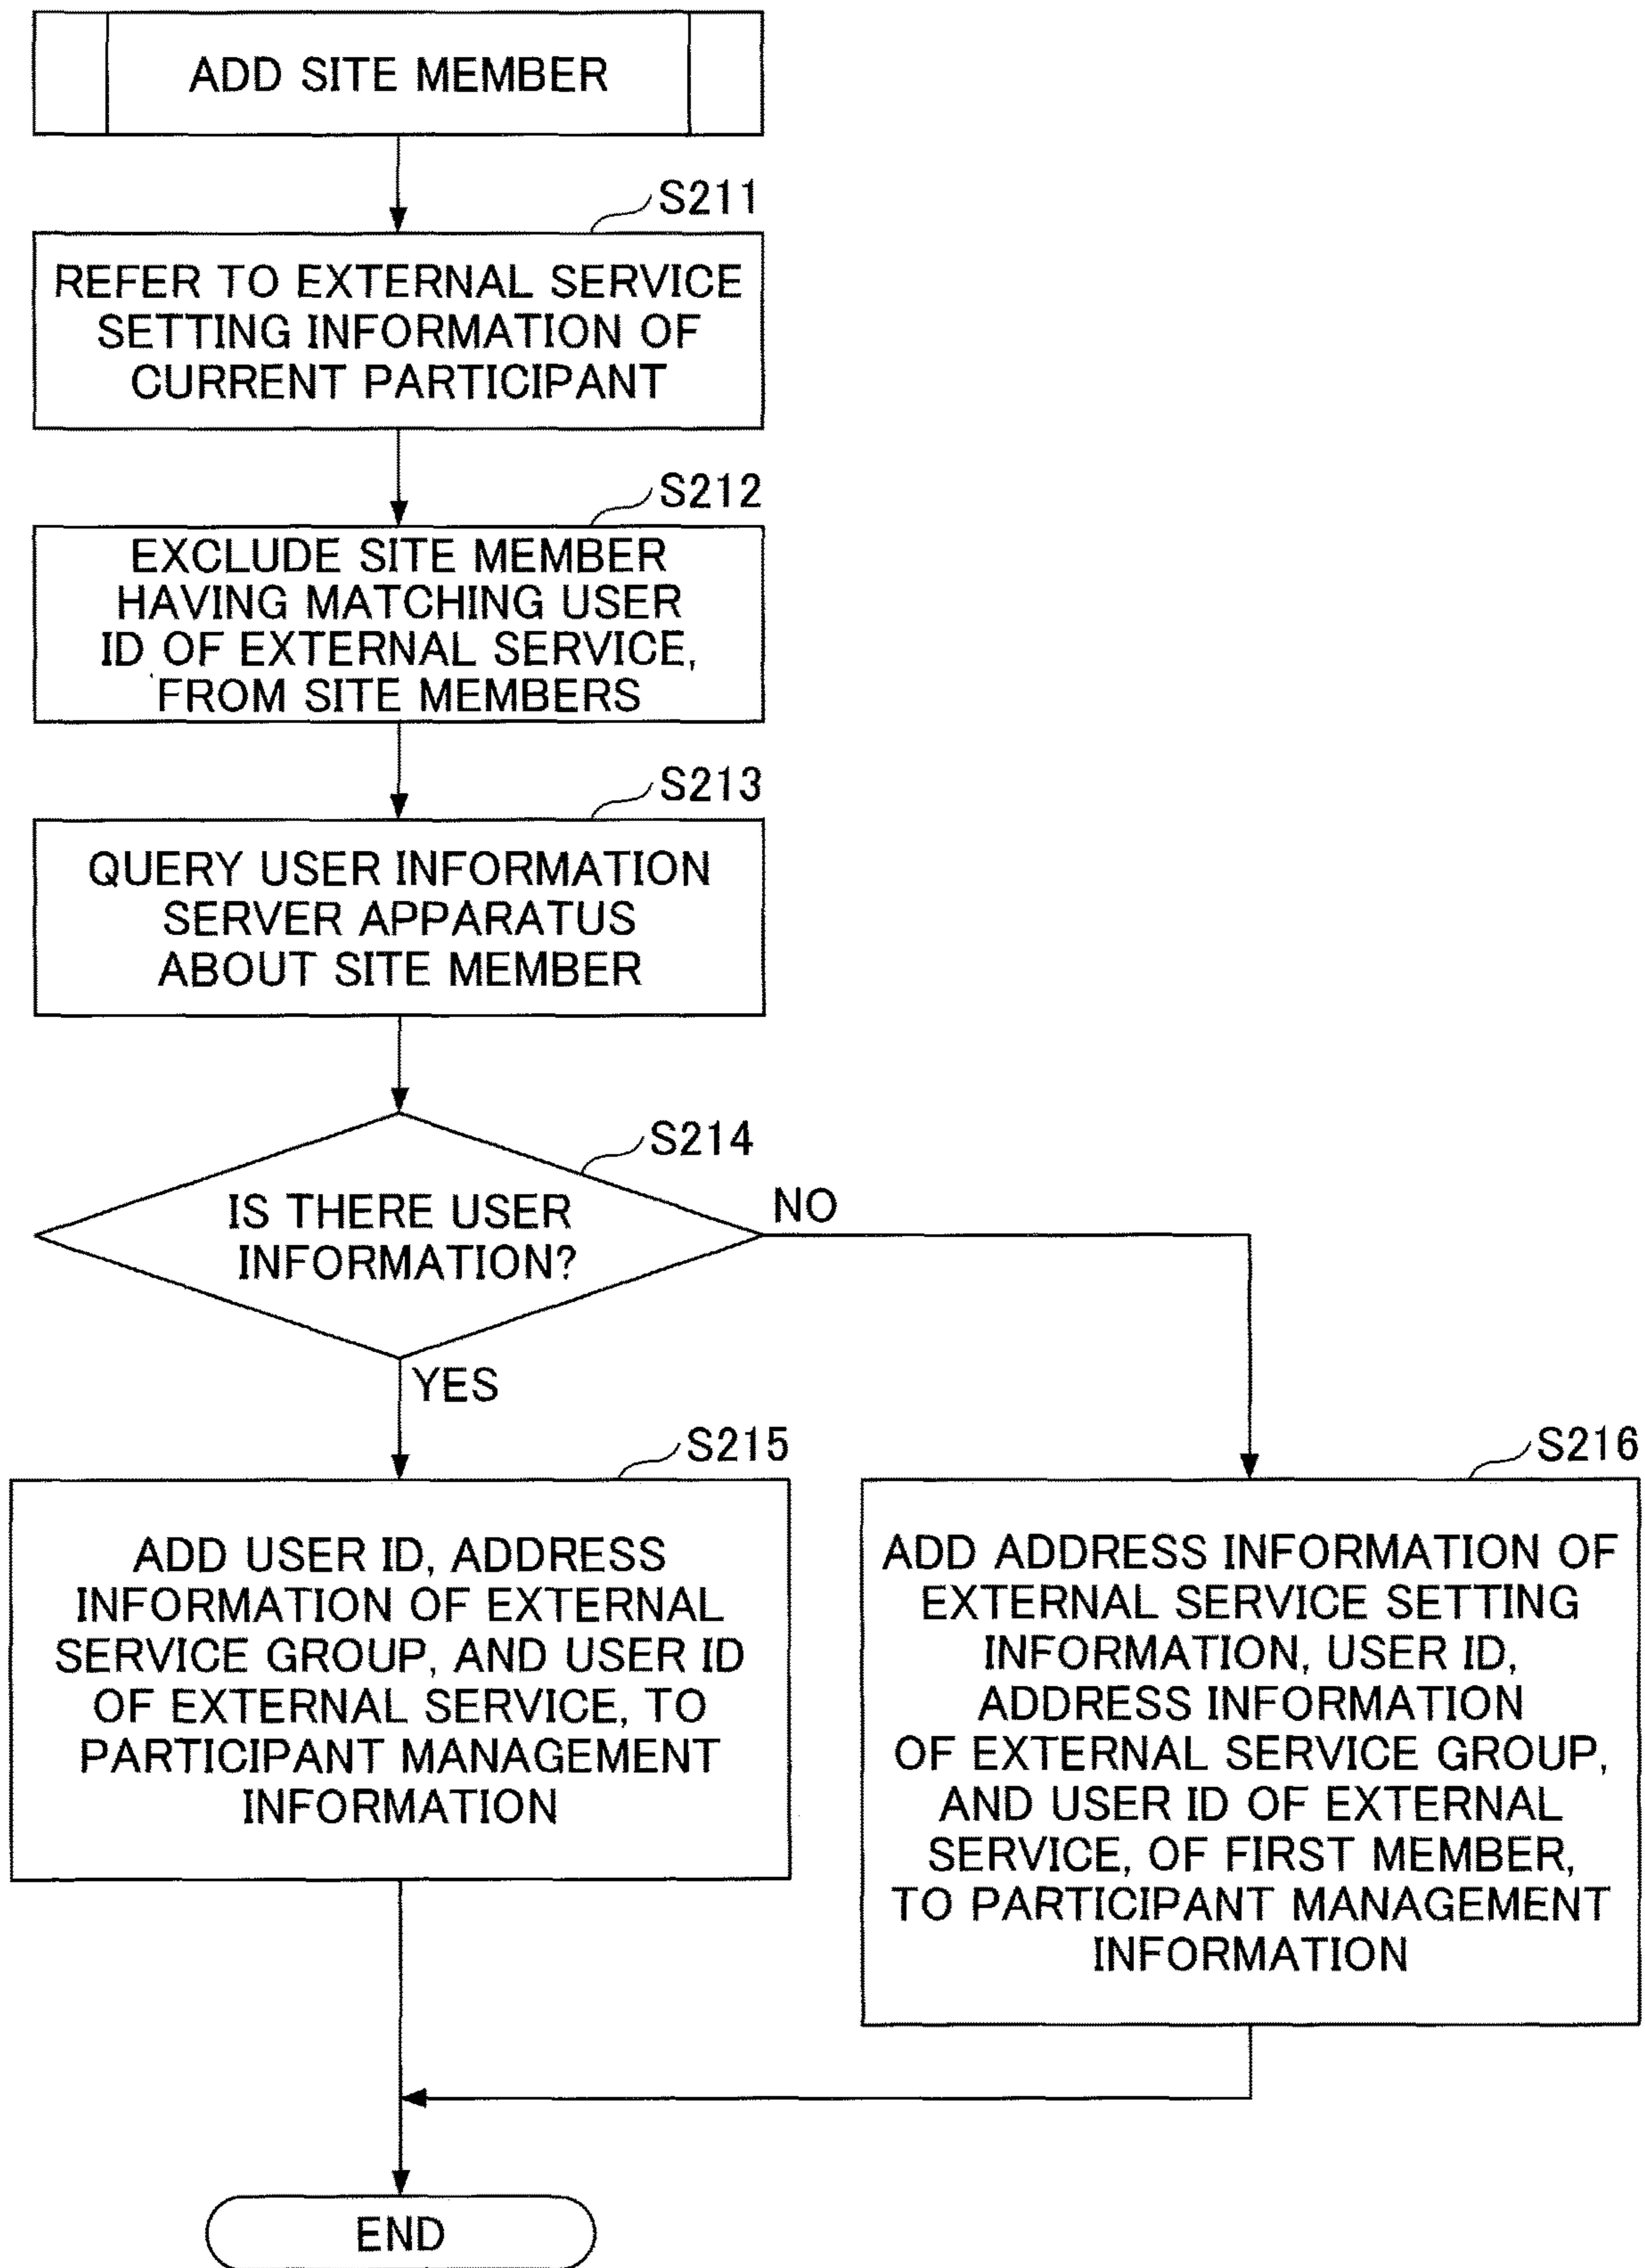 ADD SITE MEMBER
S211
REFER TO EXTERNAL SERVICE
SETTING INFORMATION OF
CURRENT PARTICIPANT
S212
EXCLUDE SITE MEMBER
HAVING MATCHING USER
ID OF EXTERNAL SERVICE,
FROM SITE MEMBERS
S213
QUERY USER INFORMATION
SERVER APPARATUS
ABOUT SITE MEMBER
S214
IS THERE USER
INFORMATION?
NO
YES
S215
ADD USER ID, ADDRESS
INFORMATION OF EXTERNAL
SERVICE GROUP, AND USER ID
OF EXTERNAL SERVICE, TO
PARTICIPANT MANAGEMENT
INFORMATION
S216
ADD ADDRESS INFORMATION OF
EXTERNAL SERVICE SETTING
INFORMATION, USER ID,
ADDRESS INFORMATION
OF EXTERNAL SERVICE GROUP,
AND USER ID OF EXTERNAL
SERVICE, OF FIRST MEMBER,
TO PARTICIPANT MANAGEMENT
INFORMATION
END